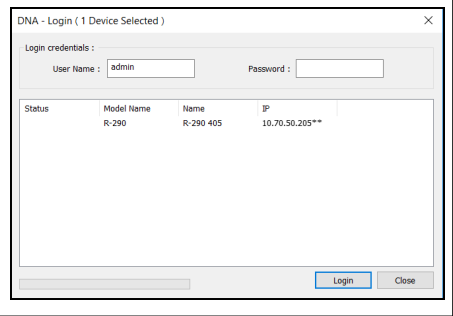 DNA - Login ( 1 Device Selected )
Login credentials :
User Name : admin Password :
Status Model Name Name IP
R-290 R-290 405 10.70.50.205**
Login Close